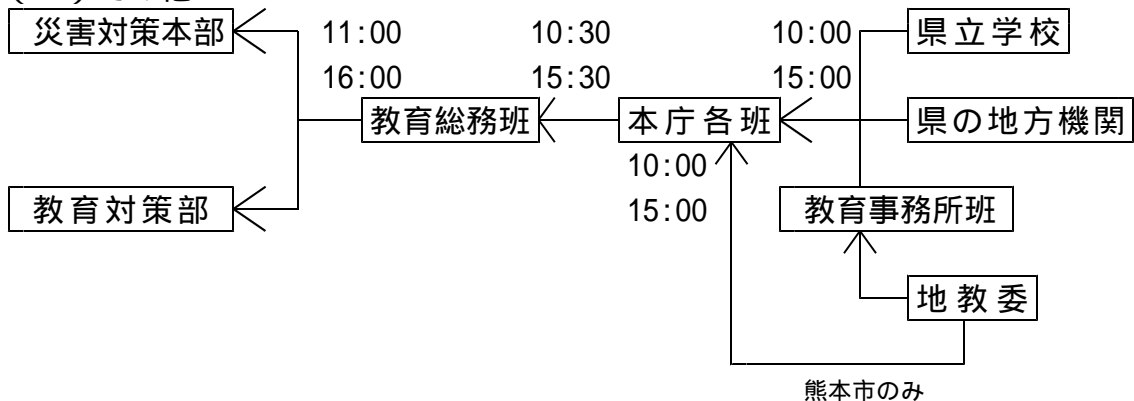 災害対策本部 11:00 10:30 10:00 県立学校
16:00 15:30 15:00
教育総務班 本庁各班 県の地方機関
10:00
教育対策部 15:00 教育事務所班
地教委
熊本市のみ